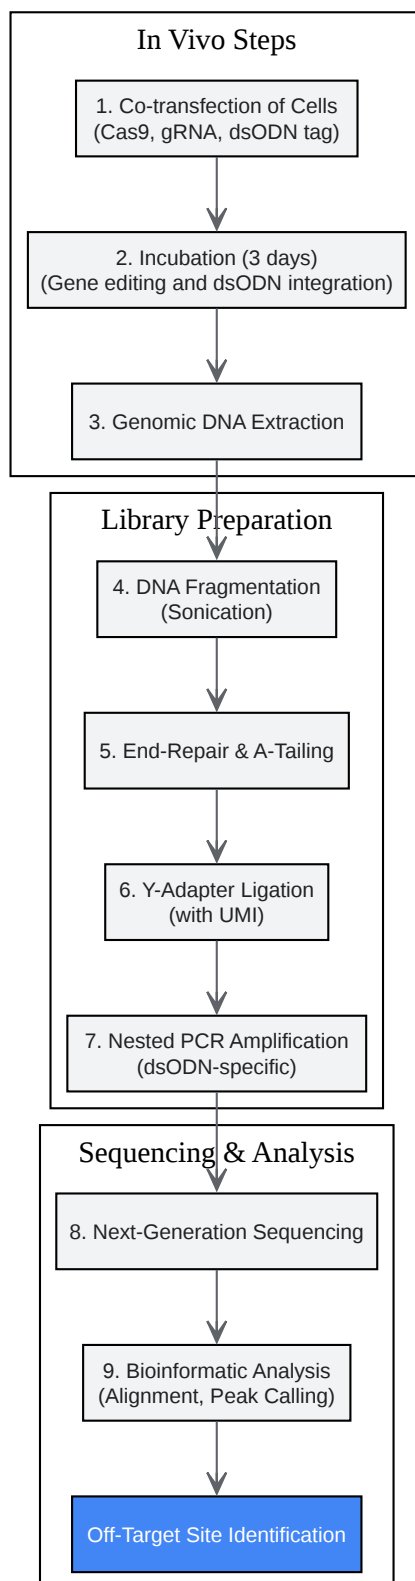 In Vivo Steps
1. Co-transfection of Cells
(Cas9, gRNA, dsODN tag)
2. Incubation (3 days)
(Gene editing and dsODN integration)
3. Genomic DNA Extraction
Library Preparation
4. DNA Fragmentation
(Sonication)
5. End-Repair & A-Tailing
6. Y-Adapter Ligation
(with UMI)
7. Nested PCR Amplification
(dsODN-specific)
Sequencing & Analysis
8. Next-Generation Sequencing
9. Bioinformatic Analysis
(Alignment, Peak Calling)
Off-Target Site Identification